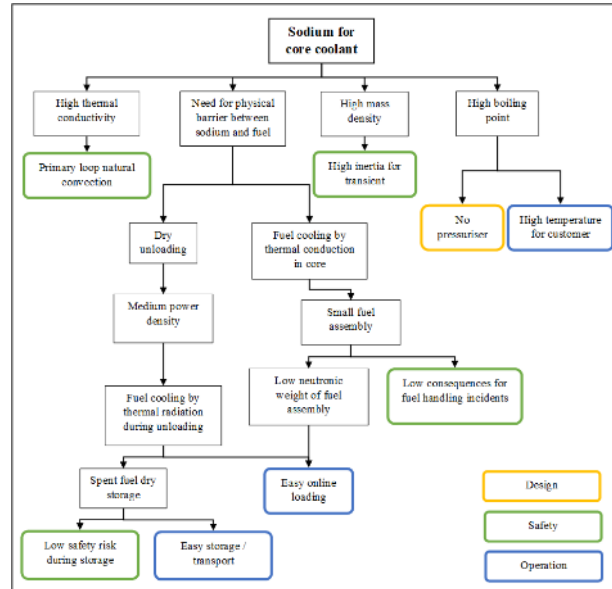 Sodium for
core coolant
High thermal
conductivity
Need for physical
barrier between
sodium and fuel
High mass
density
High boiling
point
Primary loop natural
convection
High inertia for
transient
No
pressuriser
High temperature
for customer
Dry
unloading
Fuel cooling by
thermal conduction
in core
Medium power
density
Small fuel
assembly
Fuel cooling by
thermal radiation
during unloading
Low neutronic
weight of fuel
assembly
Low consequences for
fuel handling incidents
Spent fuel dry
storage
Easy online
loading
Design
Safety
Operation
Low safety risk
during storage
Easy storage /
transport